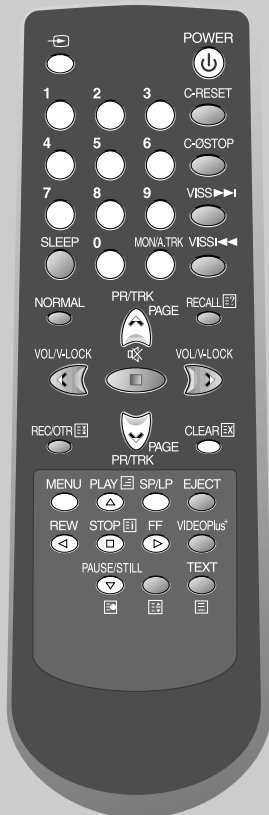 POWER
1 2 3 C-RESET
4 5 6 C-ØSTOP
7 8 9 VISS
SLEEP 0 MON/A.TRK VISS
NORMAL PR/TRK PAGE RECALL
VOL/V-LOCK VOL/V-LOCK
REC/OTR PAGE CLEAR
PR/TRK
MENU PLAY SP/LP EJECT
REW STOP FF VIDEOPlus+
PAUSE/STILL TEXT